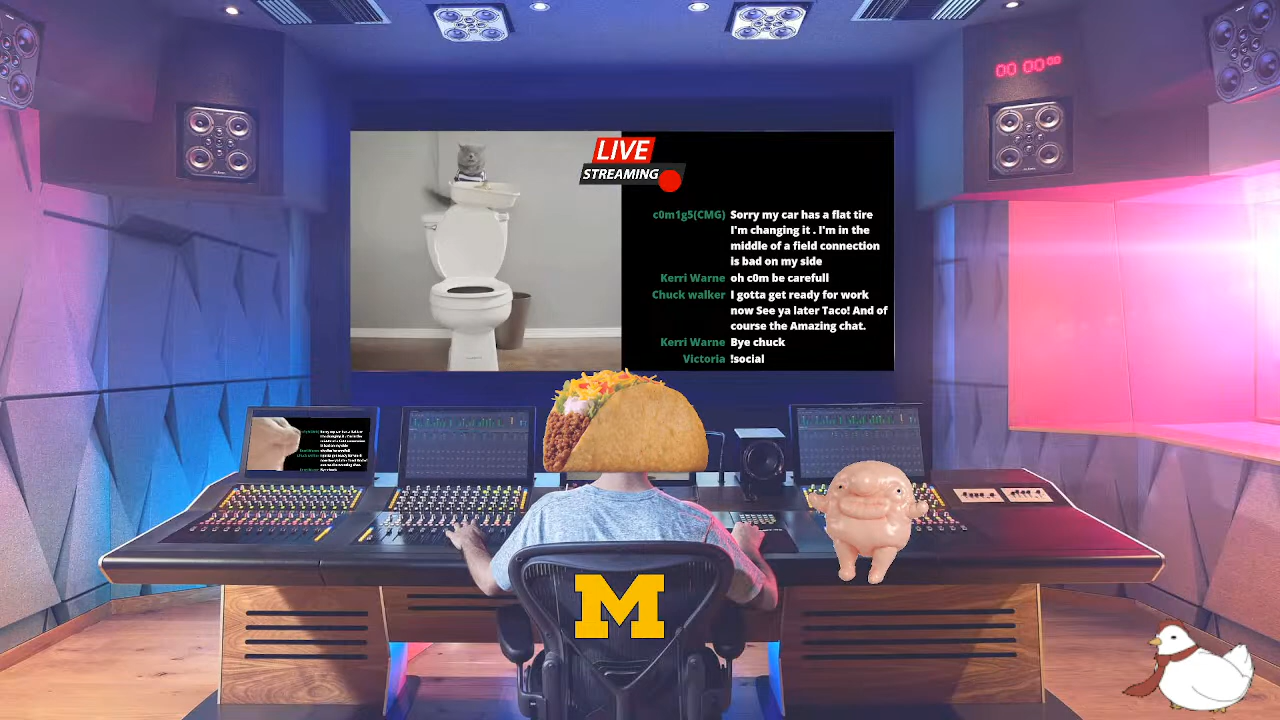 00 00:00
LIVE
STREAMING
c0m1g5(CMG) Sorry my car has a flat tire
I'm changing it . I'm in the
middle of a field connection
is bad on my side
Kerri Warne oh c0m be carefull
Chuck walker I gotta get ready for work
now See ya later Taco! And of
course the Amazing chat.
Kerri Warne Bye chuck
Victoria !social
M